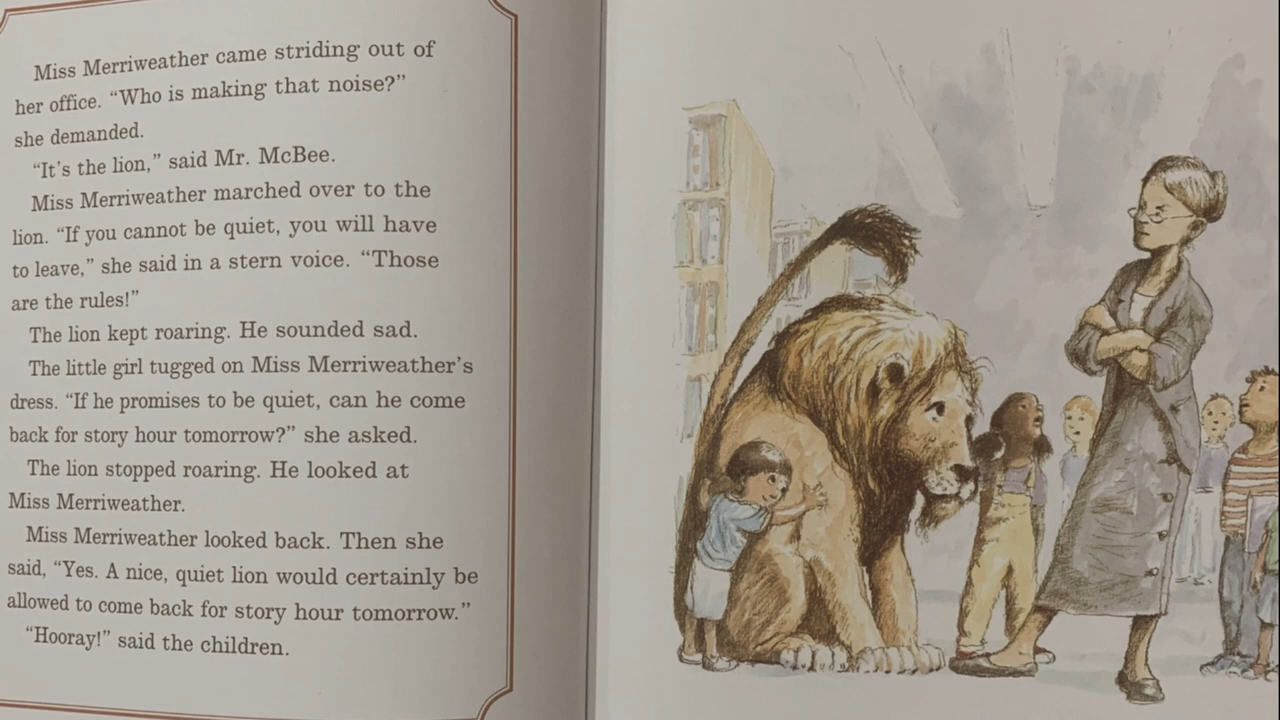 Miss Merriweather came striding out of
her office. “Who is making that noise?”
she demanded.
“It’s the lion,” said Mr. McBee.
Miss Merriweather marched over to the
lion. “If you cannot be quiet, you will have
to leave,” she said in a stern voice. “Those
are the rules!”
The lion kept roaring. He sounded sad.
The little girl tugged on Miss Merriweather’s
dress. “If he promises to be quiet, can he come
back for story hour tomorrow?” she asked.
The lion stopped roaring. He looked at
Miss Merriweather.
Miss Merriweather looked back. Then she
said, “Yes. A nice, quiet lion would certainly be
allowed to come back for story hour tomorrow.”
“Hooray!” said the children.